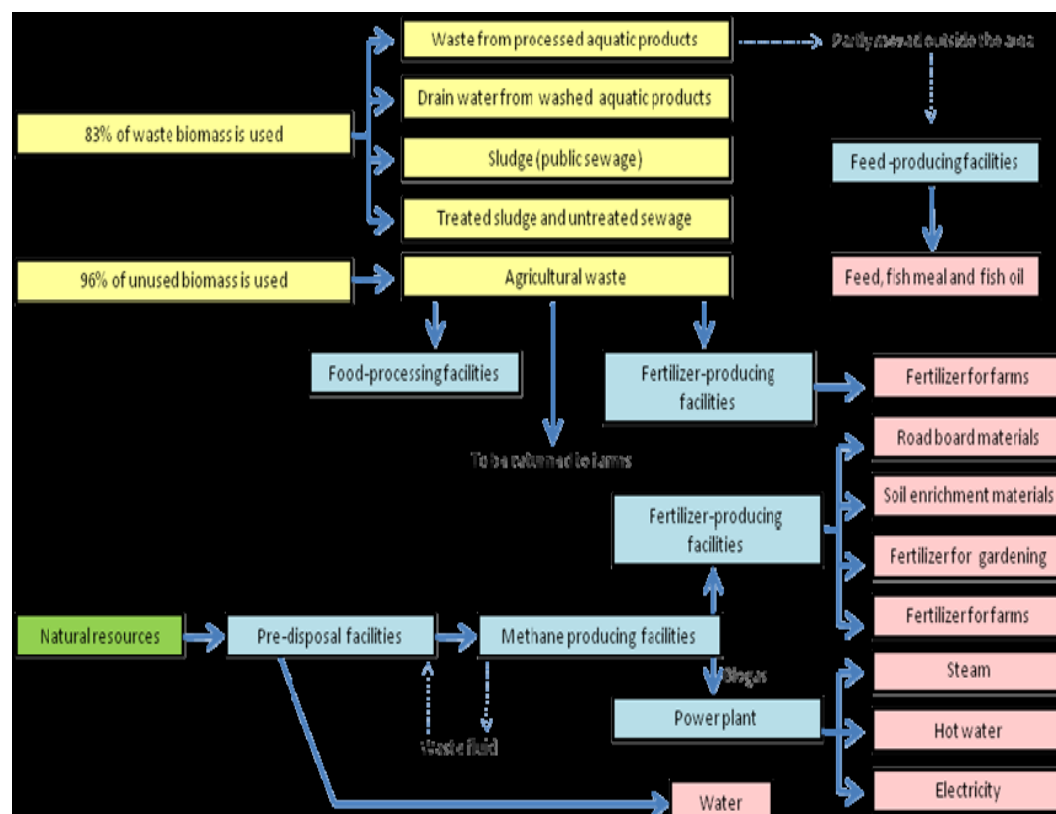 Waste from processed aquatic products
Partly moved outside the area
Drain water from washed aquatic products
83% of waste biomass is used
Sludge (public sewage)
Feed -producing facilities
Treated sludge and untreated sewage
96% of unused biomass is used
Agricultural waste
Feed, fish meal and fish oil
Food-processing facilities
Fertilizer-producing
facilities
Fertilizer for farms
Road board materials
To be returned to farms
Soil enrichment materials
Fertilizer-producing
facilities
Fertilizer for gardening
Natural resources
Pre-disposal facilities
Methane producing facilities
Fertilizer for farms
Biogas
Steam
Power plant
Hot water
Waste fluid
Water
Electricity